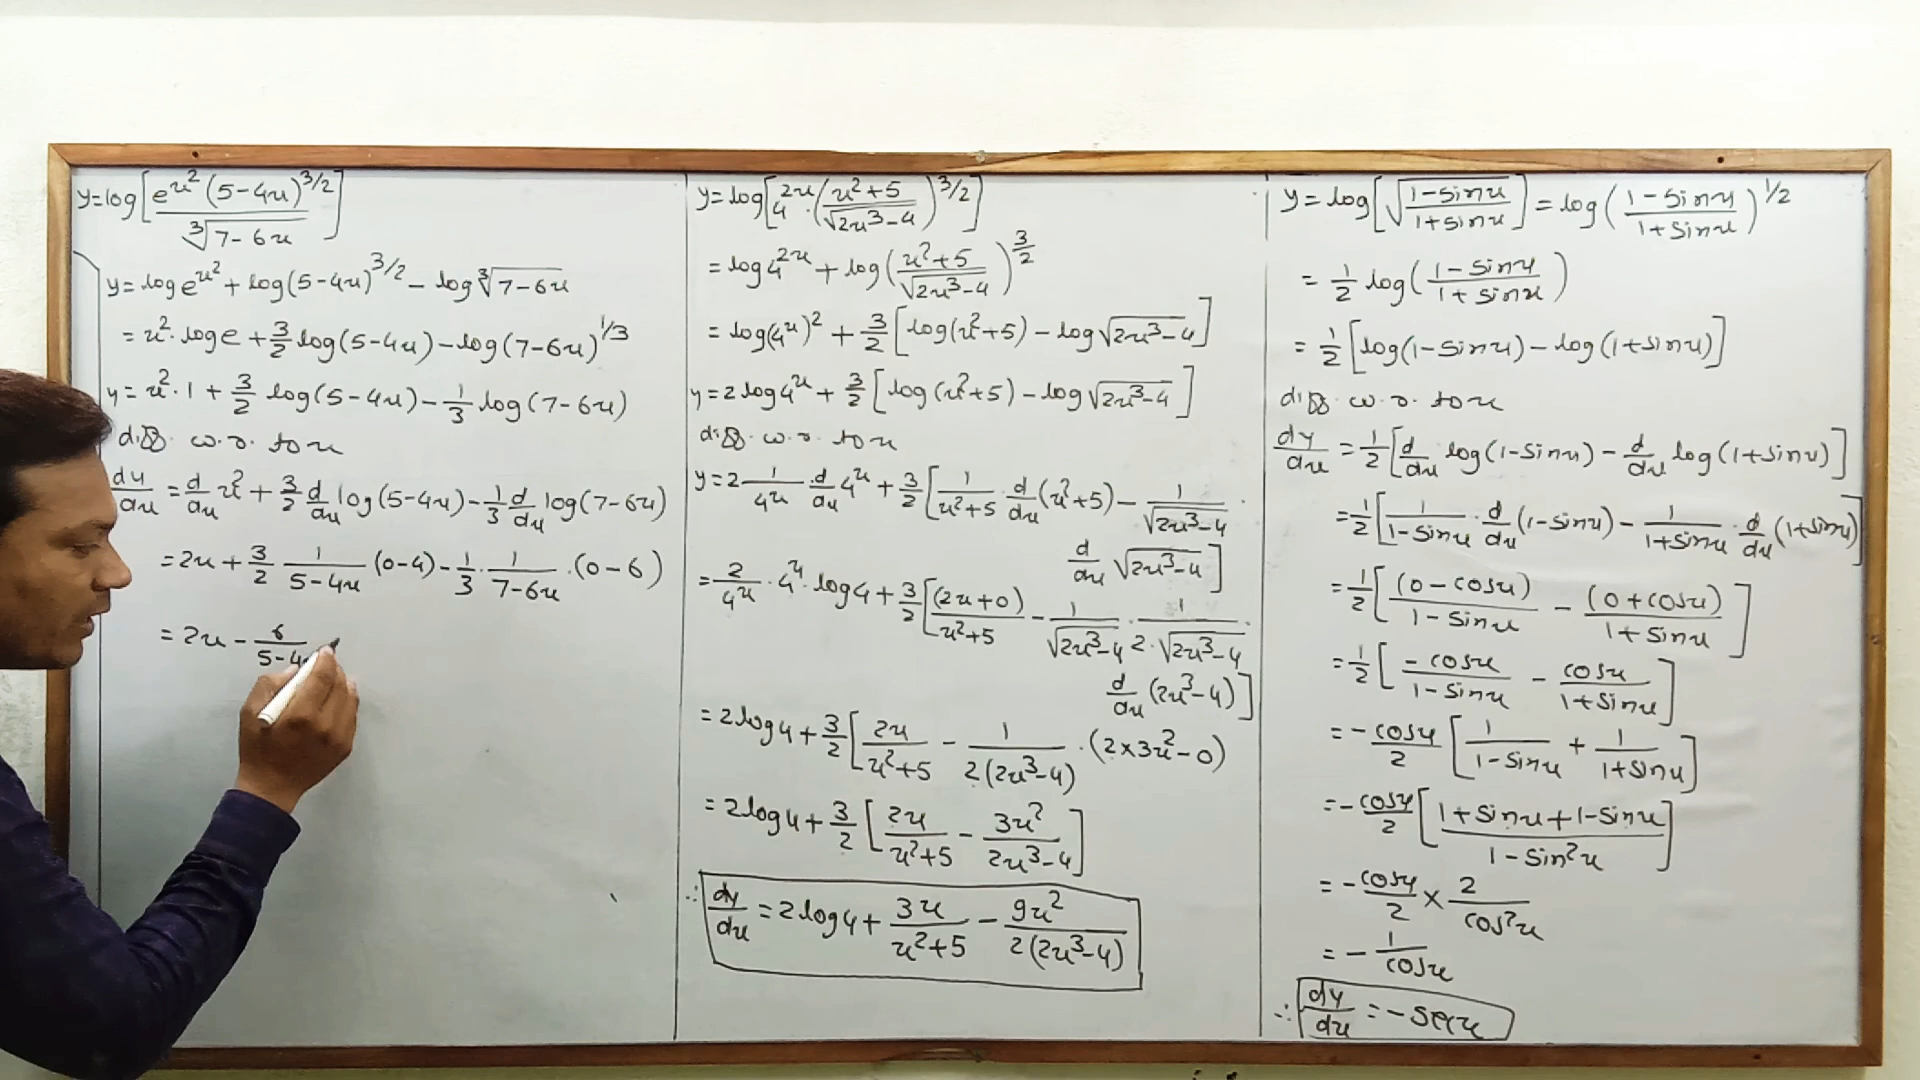 y=log[e^x²(5-4x)^3/2 / ∛7-6x]
y=log e^x² + log(5-4x)^3/2 - log∛7-6x
= x²·log e + 3/2 log(5-4x) - log(7-6x)^1/3
y= x²·1 + 3/2 log(5-4x) - 1/3 log(7-6x)
diff. w.r. to x
dy/dx = d/dx x² + 3/2 d/dx log(5-4x) - 1/3 d/dx log(7-6x)
= 2x + 3/2 · 1/5-4x (0-4) - 1/3 · 1/7-6x · (0-6)
= 2x - 6/5-4x
y=log[4^2x · (x²+5/√2x³-4)^3/2]
= log 4^2x + log(x²+5/√2x³-4)^3/2
= log(4^x)² + 3/2[log(x²+5) - log√2x³-4]
y=2 log 4^x + 3/2[log(x²+5) - log√2x³-4]
diff. w.r. to x
y=2 1/4^x · d/dx 4^x + 3/2[1/x²+5 · d/dx (x²+5) - 1/√2x³-4 ·
d/dx √2x³-4]
= 2/4^x · 4^x · log 4 + 3/2[(2x+0)/x²+5 - 1/√2x³-4 · 1/2·√2x³-4 ·
d/dx (2x³-4)]
= 2 log 4 + 3/2[2x/x²+5 - 1/2(2x³-4) · (2×3x²-0)
= 2 log 4 + 3/2[2x/x²+5 - 3x²/2x³-4]
∴ dy/dx = 2 log 4 + 3x/x²+5 - 9x²/2(2x³-4)
y = log[√1-sinx/1+sinx] = log(1-sinx/1+sinx)^1/2
= 1/2 log(1-sinx/1+sinx)
= 1/2[log(1-sinx) - log(1+sinx)]
diff. w.r. to x
dy/dx = 1/2[d/dx log(1-sinx) - d/dx log(1+sinx)]
= 1/2[1/1-sinx · d/dx (1-sinx) - 1/1+sinx · d/dx (1+sinx)]
= 1/2[(0-cosx)/1-sinx - (0+cosx)/1+sinx]
= 1/2[-cosx/1-sinx - cosx/1+sinx]
= -cosx/2[1/1-sinx + 1/1+sinx]
= -cosx/2[1+sinx+1-sinx/1-sin²x]
= -cosx/2 × 2/cos²x
= - 1/cosx
∴ dy/dx = -secx